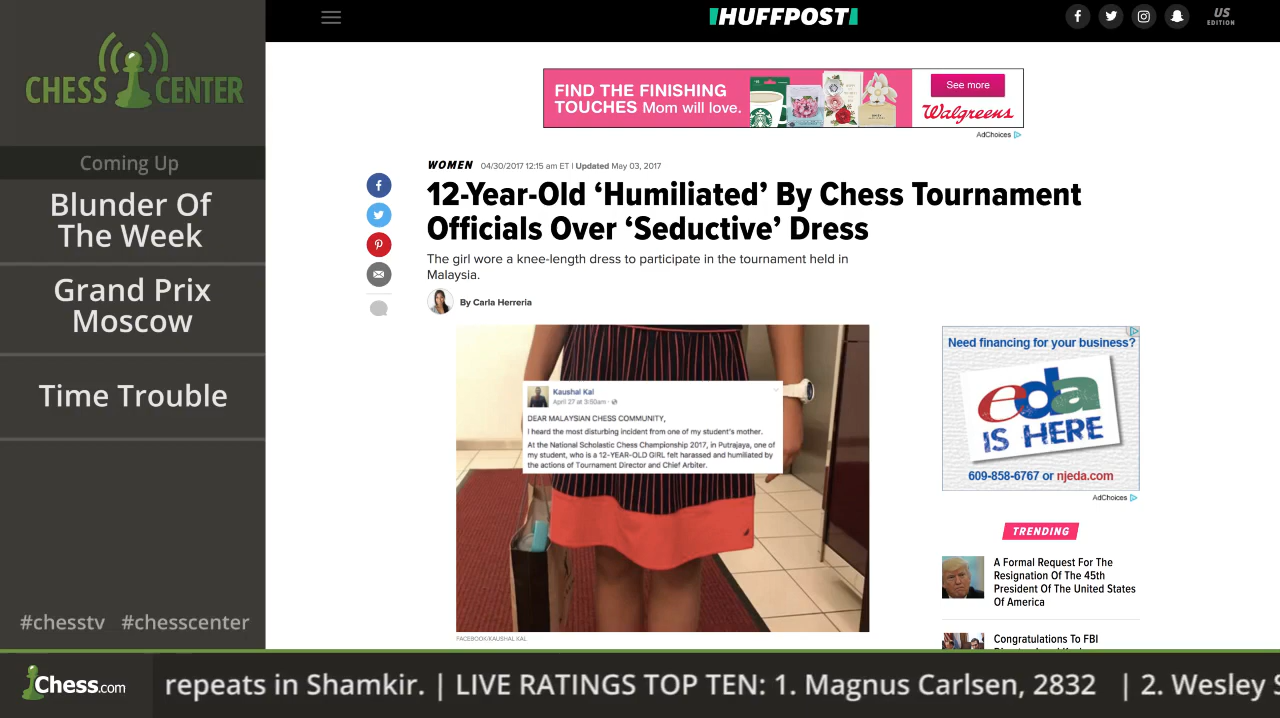 CHESS CENTER
Coming Up
Blunder Of
The Week
Grand Prix
Moscow
Time Trouble
#chesstv #chesscenter
HUFFPOST
US
EDITION
FIND THE FINISHING
TOUCHES Mom will love.
See more
Walgreens
AdChoices
WOMEN 04/30/2017 12:15 am ET | Updated May 03, 2017
12-Year-Old ‘Humiliated’ By Chess Tournament
Officials Over ‘Seductive’ Dress
The girl wore a knee-length dress to participate in the tournament held in
Malaysia.
By Carla Herreria
Kaushal Kal
April 27 at 3:50am
DEAR MALAYSIAN CHESS COMMUNITY,
I heard the most disturbing incident from one of my student's mother.
At the National Scholastic Chess Championship 2017, in Putrajaya, one of
my student, who is a 12-YEAR-OLD GIRL felt harassed and humiliated by
the actions of Tournament Director and Chief Arbiter.
FACEBOOK/KAUSHAL KAL
Need financing for your business?
eda
IS HERE
609-858-6767 or njeda.com
AdChoices
TRENDING
A Formal Request For The
Resignation Of The 45th
President Of The United States
Of America
Congratulations To FBI
Chess.com
repeats in Shamkir. | LIVE RATINGS TOP TEN: 1. Magnus Carlsen, 2832 | 2. Wesley S